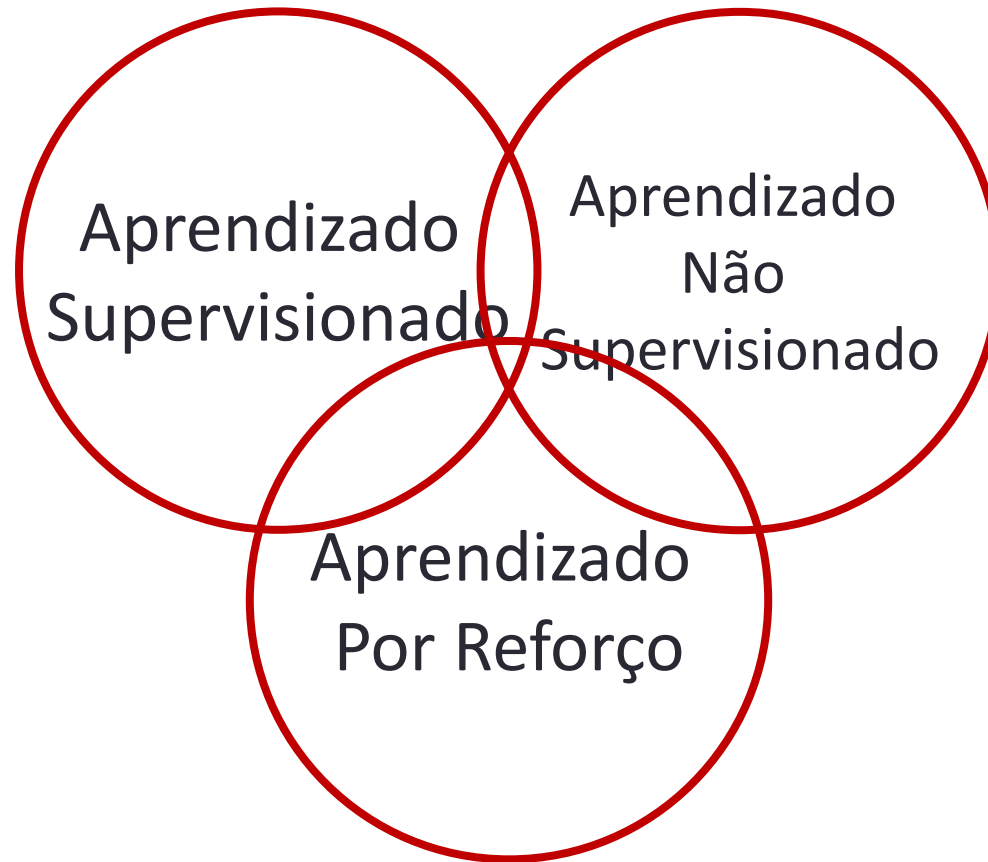 Aprendizado
Supervisionado
Aprendizado
Não
Supervisionado
Aprendizado
Por Reforço